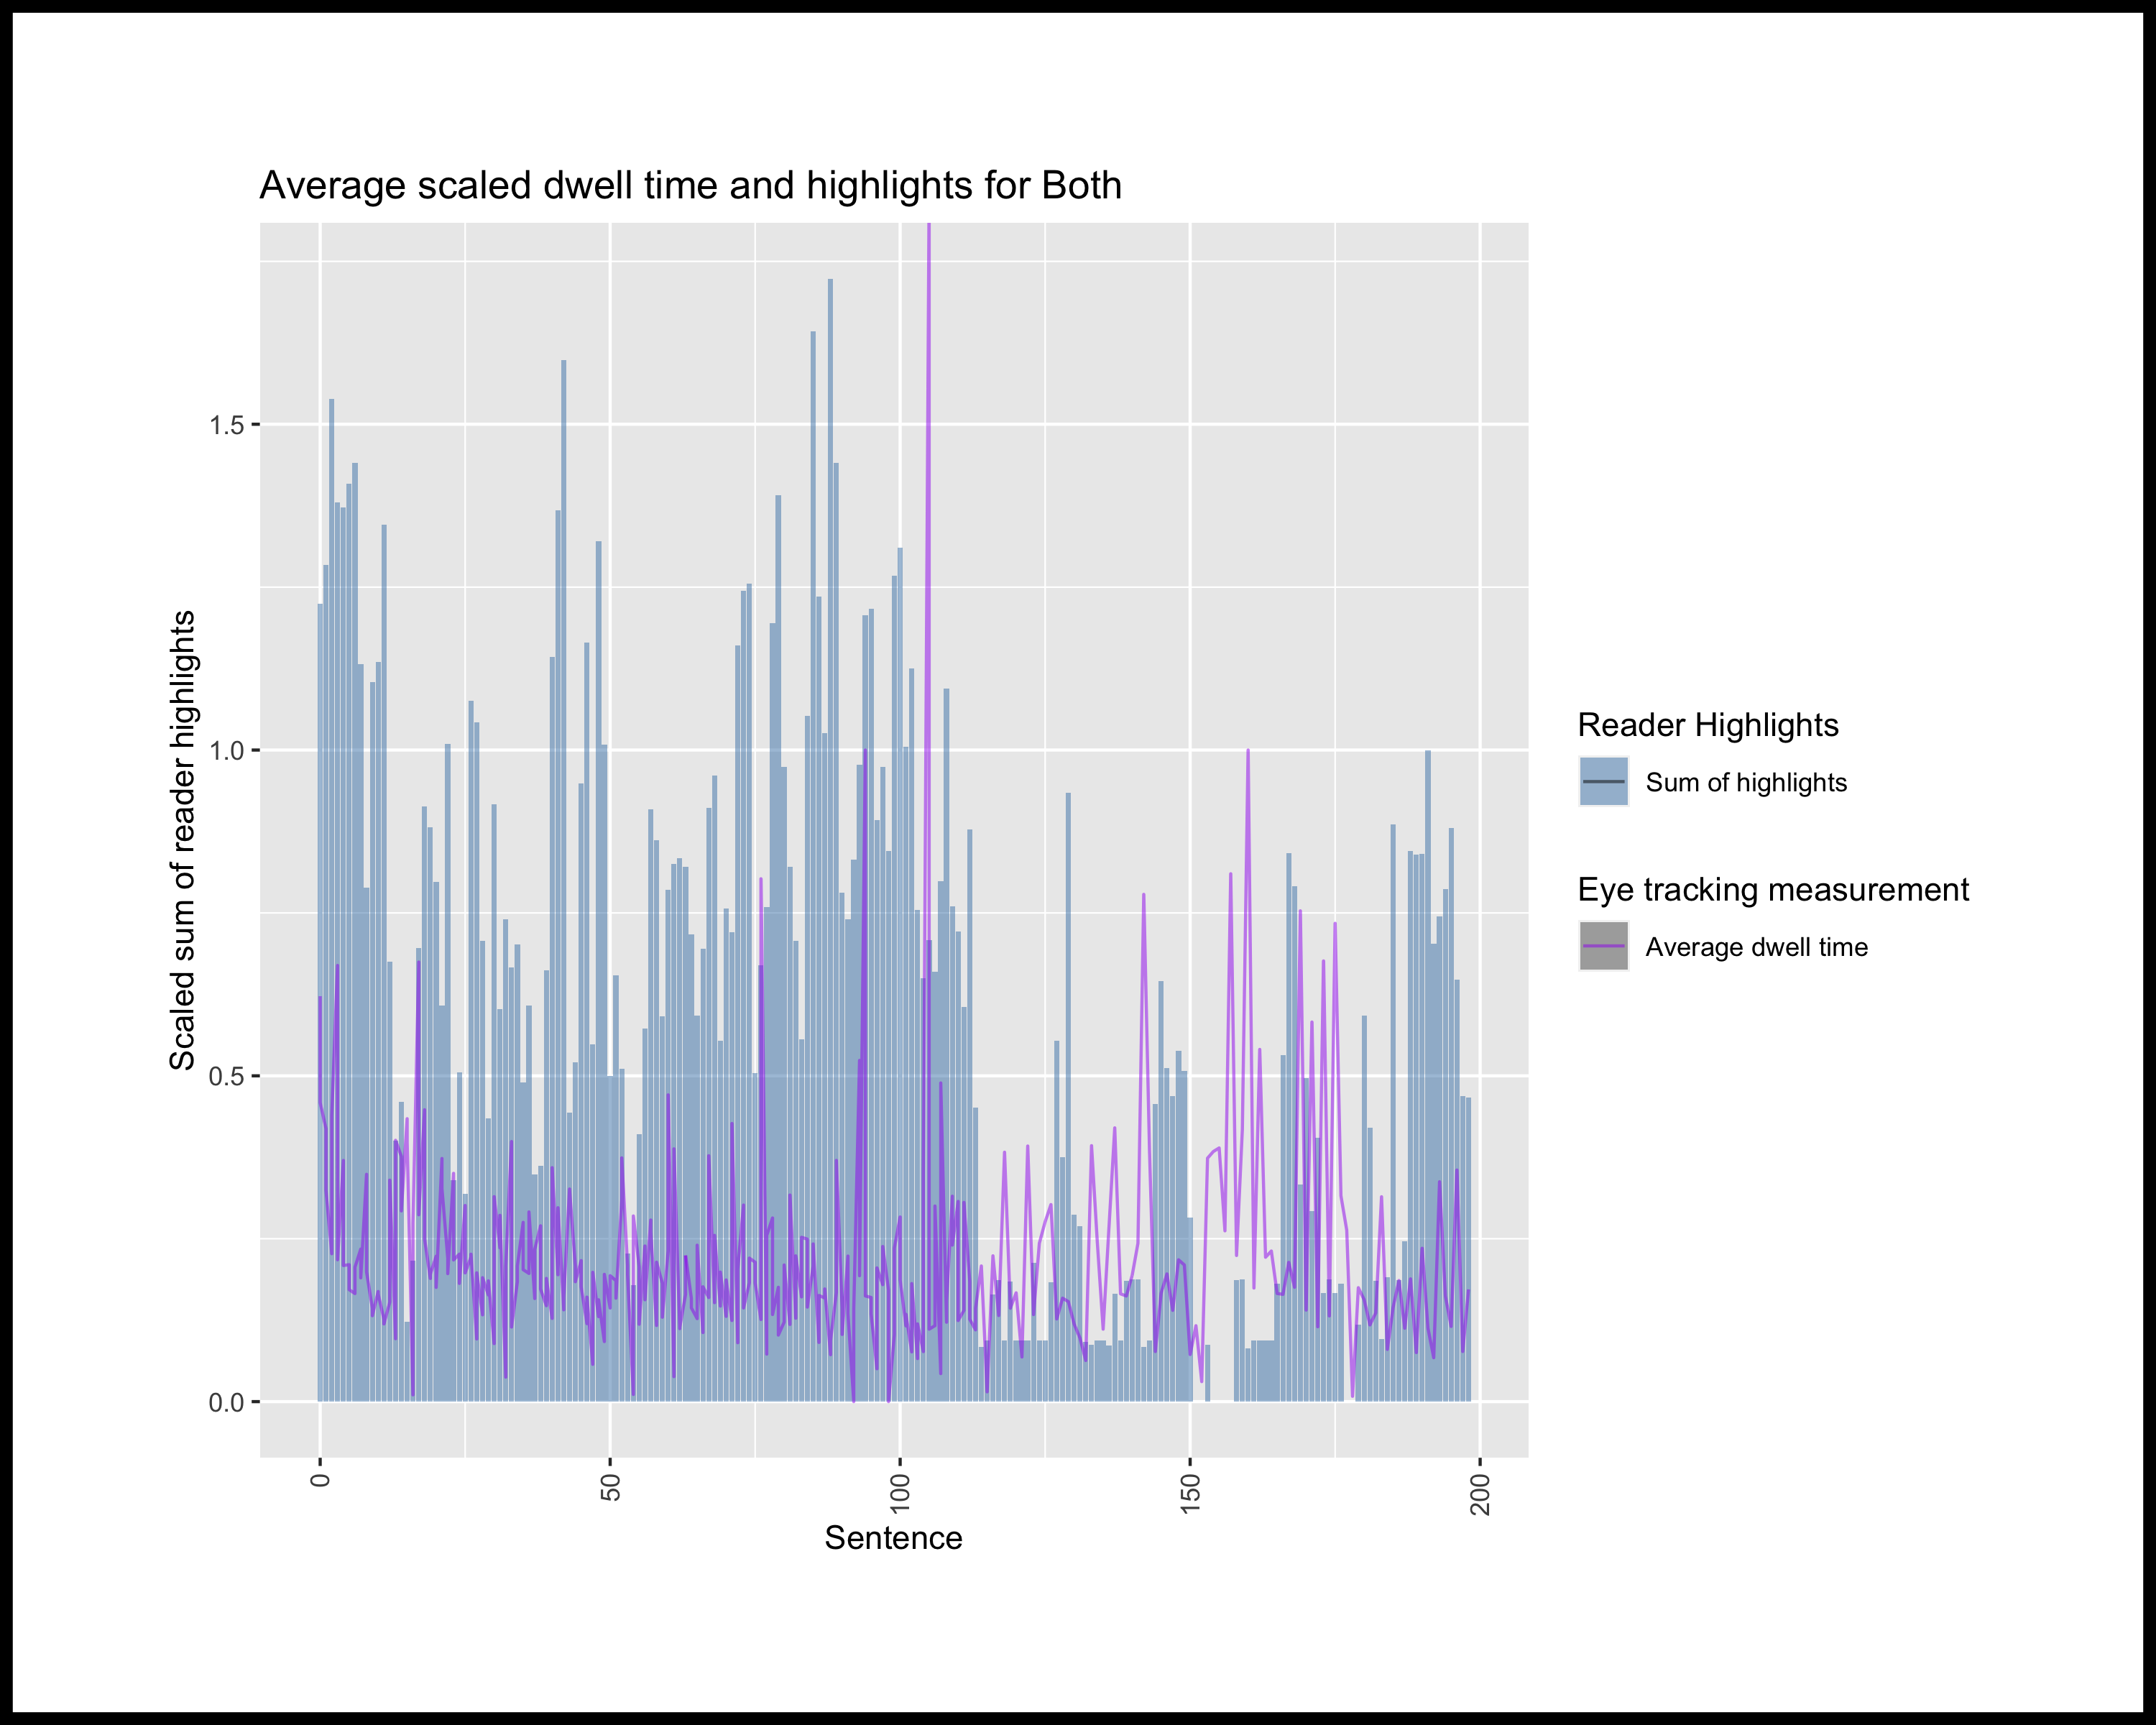 Average scaled dwell time and highlights for Both
Scaled sum of reader highlights
1.5
1.0
0.5
0.0
0
50
100
150
200
Sentence
Reader Highlights
Sum of highlights
Eye tracking measurement
Average dwell time